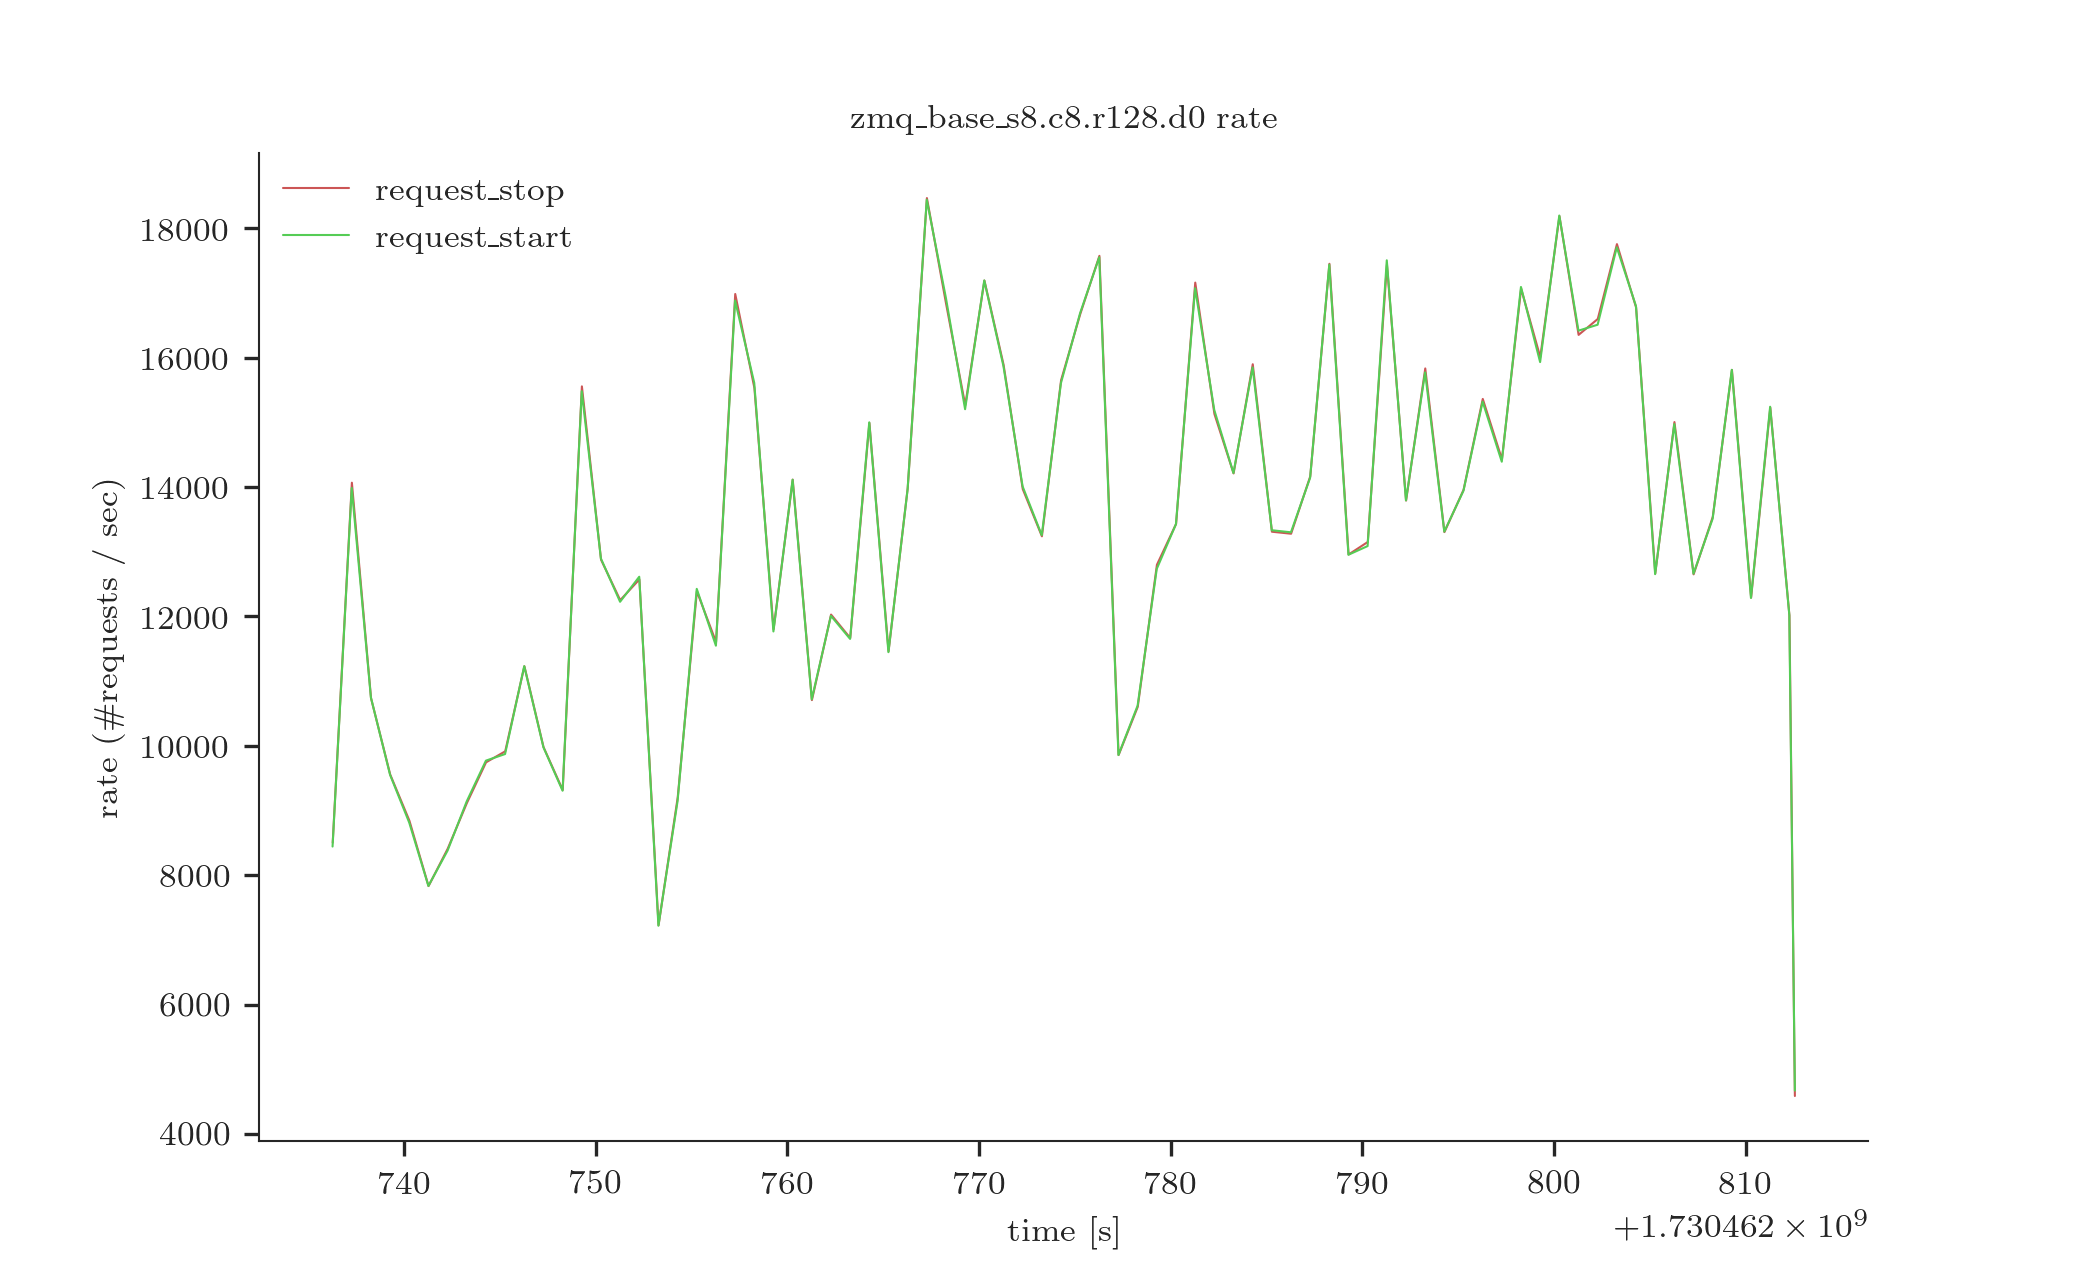 zmq_base_s8.c8.r128.d0 rate
request_stop
request_start
rate (#requests / sec)
18000
16000
14000
12000
10000
8000
6000
4000
740 750 760 770 780 790 800 810
time [s]
+1.730462 × 10⁹